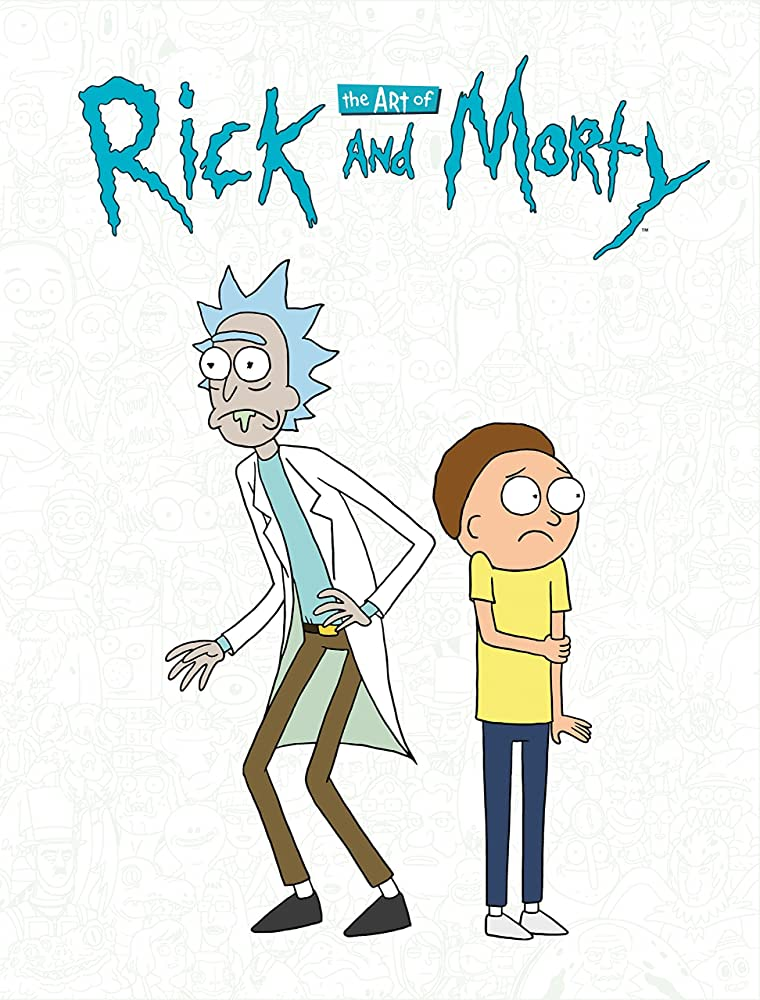 the ART of
Rick And Morty
™